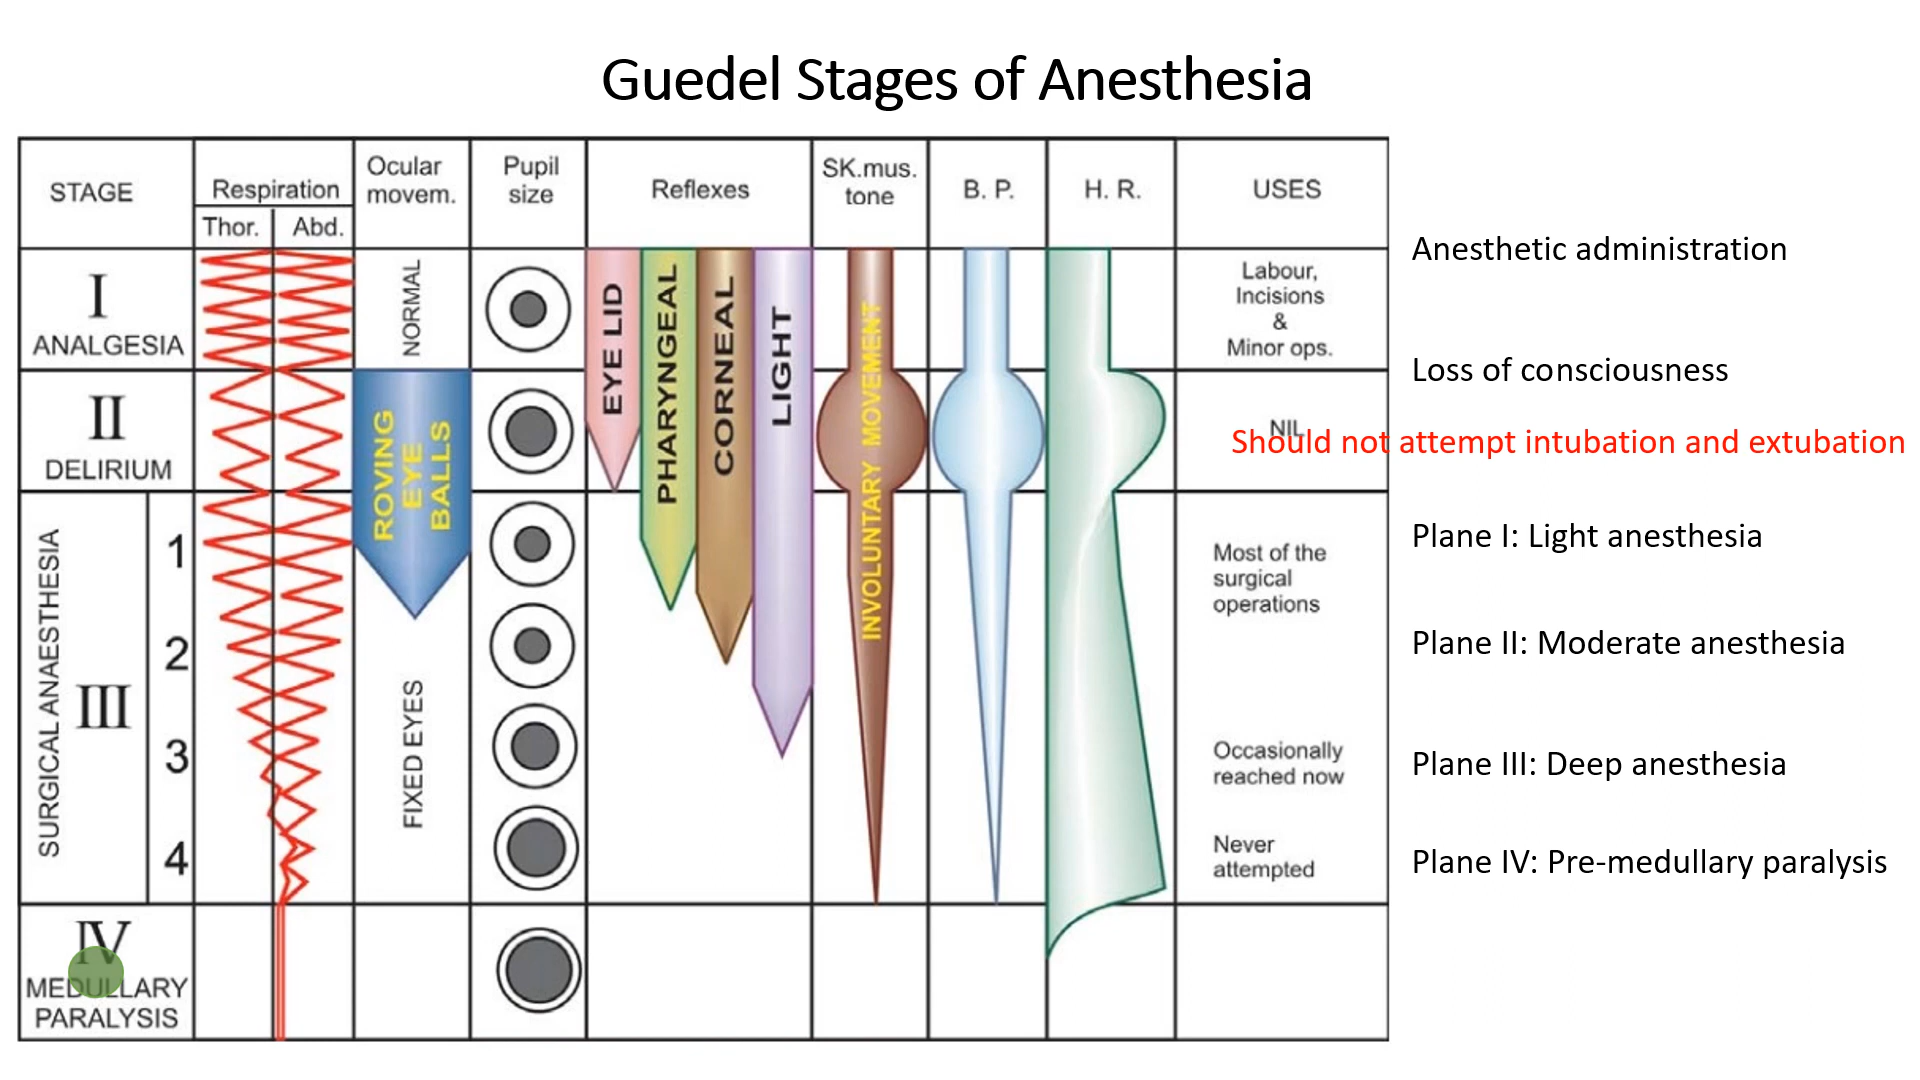 Guedel Stages of Anesthesia
STAGE
Respiration
Thor.
Abd.
Ocular
movem.
Pupil
size
Reflexes
SK.mus.
tone
B. P.
H. R.
USES
I
ANALGESIA
NORMAL
EYE LID
PHARYNGEAL
CORNEAL
LIGHT
INVOLUNTARY MOVEMENT
Labour,
Incisions
&
Minor ops.
Anesthetic administration
II
DELIRIUM
ROVING
EYE
BALLS
NIL
Loss of consciousness
Should not attempt intubation and extubation
SURGICAL ANAESTHESIA
III
1
2
3
4
FIXED EYES
Most of the
surgical
operations
Occasionally
reached now
Never
attempted
Plane I: Light anesthesia
Plane II: Moderate anesthesia
Plane III: Deep anesthesia
Plane IV: Pre-medullary paralysis
IV
MEDULLARY
PARALYSIS